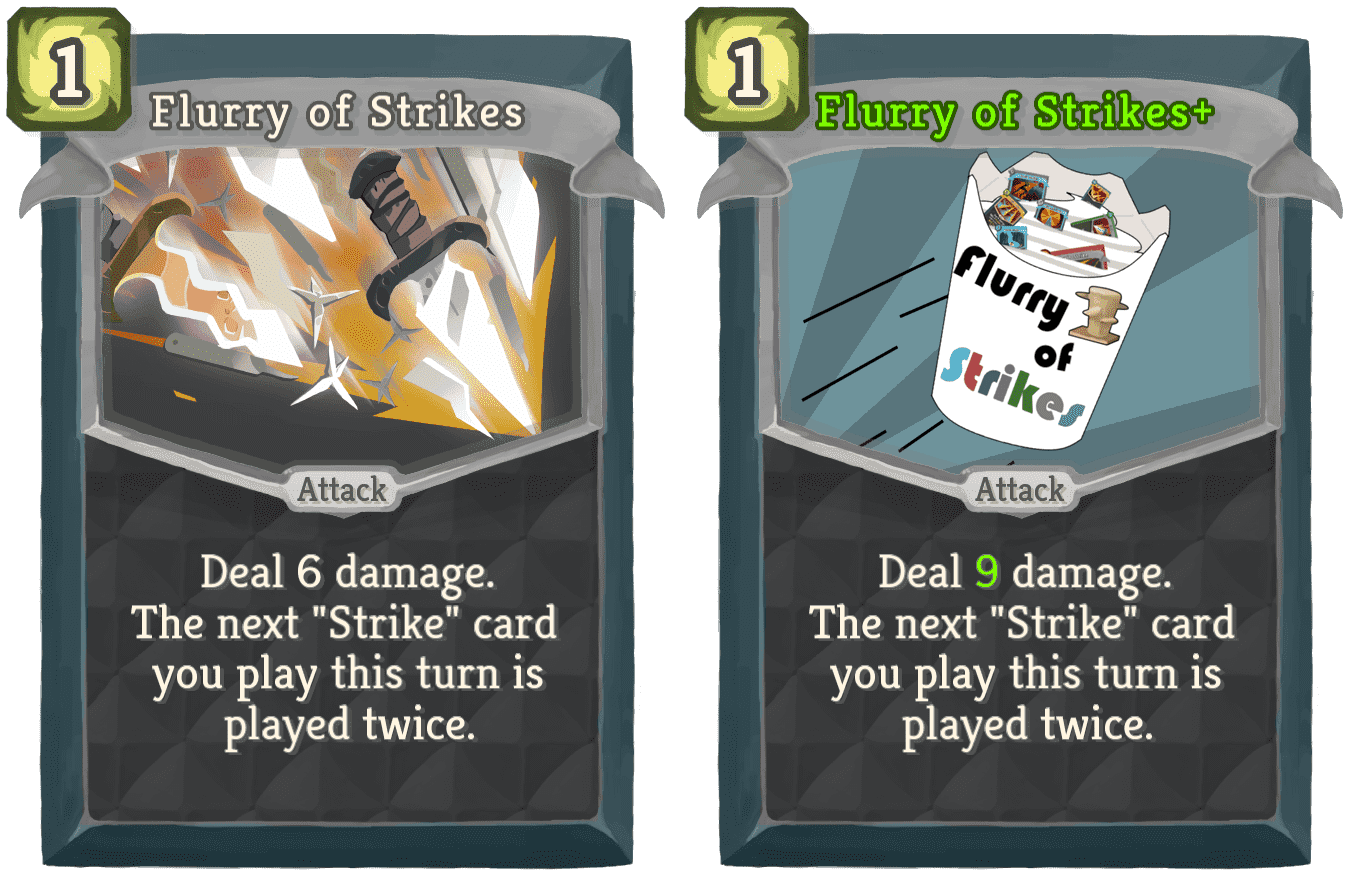 1
Flurry of Strikes
Attack
Deal 6 damage.
The next "Strike" card
you play this turn is
played twice.
1
Flurry of Strikes+
Flurry
of
Strikes
Attack
Deal 9 damage.
The next "Strike" card
you play this turn is
played twice.